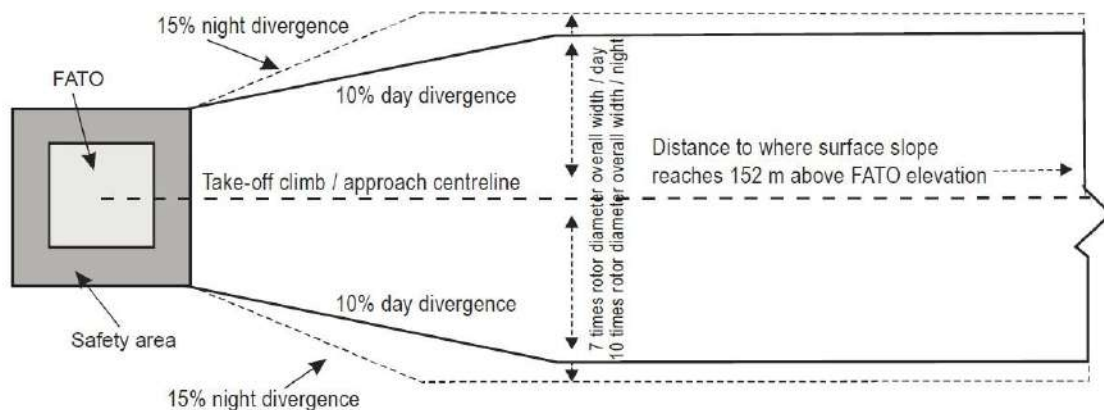 15% night divergence
FATO
10% day divergence
7 times rotor diameter overall width / day
10 times rotor diameter overall width / night
Distance to where surface slope
reaches 152 m above FATO elevation
Take-off climb / approach centreline
10% day divergence
Safety area
15% night divergence